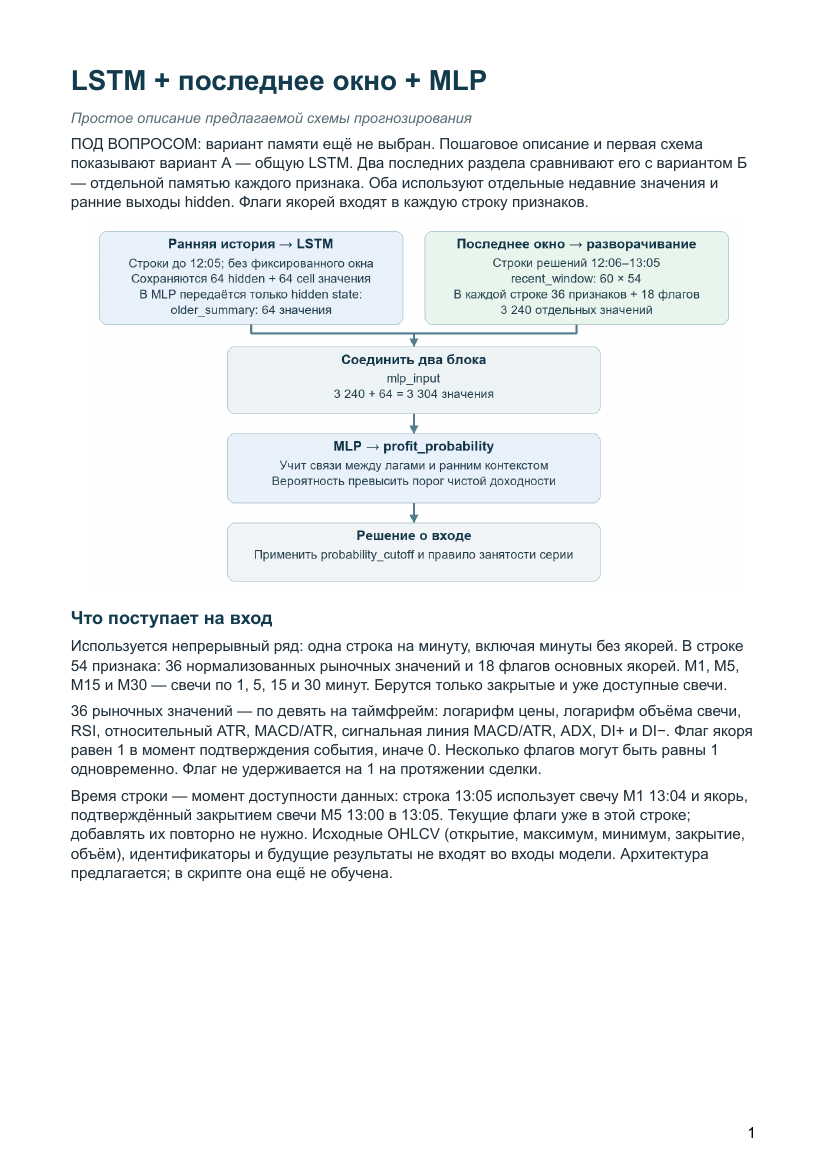 LSTM + последнее окно + MLP
Простое описание предлагаемой схемы прогнозирования
ПОД ВОПРОСОМ: вариант памяти ещё не выбран. Пошаговое описание и первая схема
показывают вариант А — общую LSTM. Два последних раздела сравнивают его с вариантом Б
— отдельной памятью каждого признака. Оба используют отдельные недавние значения и
ранние выходы hidden. Флаги якорей входят в каждую строку признаков.
Ранняя история → LSTM
Строки до 12:05; без фиксированного окна
Сохраняются 64 hidden + 64 cell значения
В MLP передаётся только hidden state:
older_summary: 64 значения
Последнее окно → разворачивание
Строки решений 12:06–13:05
recent_window: 60 × 54
В каждой строке 36 признаков + 18 флагов
3 240 отдельных значений
Соединить два блока
mlp_input
3 240 + 64 = 3 304 значения
MLP → profit_probability
Учит связи между лагами и ранним контекстом
Вероятность превысить порог чистой доходности
Решение о входе
Применить probability_cutoff и правило занятости серии
Что поступает на вход
Используется непрерывный ряд: одна строка на минуту, включая минуты без якорей. В строке
54 признака: 36 нормализованных рыночных значений и 18 флагов основных якорей. M1, M5,
M15 и M30 — свечи по 1, 5, 15 и 30 минут. Берутся только закрытые и уже доступные свечи.
36 рыночных значений — по девять на таймфрейм: логарифм цены, логарифм объёма свечи,
RSI, относительный ATR, MACD/ATR, сигнальная линия MACD/ATR, ADX, DI+ и DI−. Флаг якоря
равен 1 в момент подтверждения события, иначе 0. Несколько флагов могут быть равны 1
одновременно. Флаг не удерживается на 1 на протяжении сделки.
Время строки — момент доступности данных: строка 13:05 использует свечу M1 13:04 и якорь,
подтверждённый закрытием свечи M5 13:00 в 13:05. Текущие флаги уже в этой строке;
добавлять их повторно не нужно. Исходные OHLCV (открытие, максимум, минимум, закрытие,
объём), идентификаторы и будущие результаты не входят во входы модели. Архитектура
предлагается; в скрипте она ещё не обучена.
1